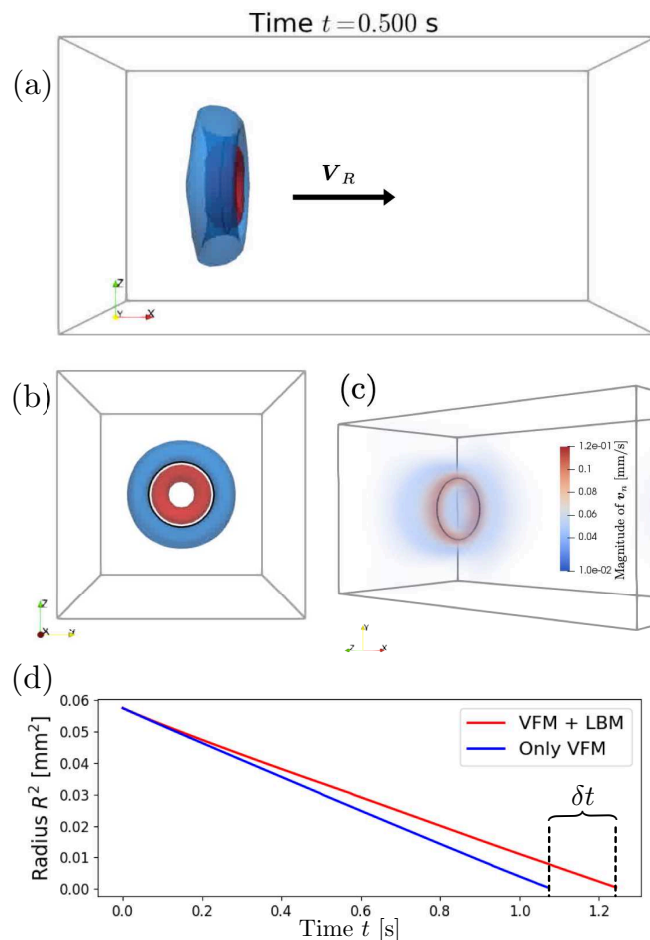 Time t=0.500 s
(a)
V_R
Z
Y
X
(b)
(c)
1.2e-01
0.1
0.08
0.06
0.04
1.0e-02
Magnitude of v_n [mm/s]
Z
X
Y
Y
Z
X
(d)
0.06
0.05
0.04
0.03
0.02
0.01
0.00
Radius R² [mm²]
VFM + LBM
Only VFM
δt
0.0
0.2
0.4
0.6
0.8
1.0
1.2
Time t [s]